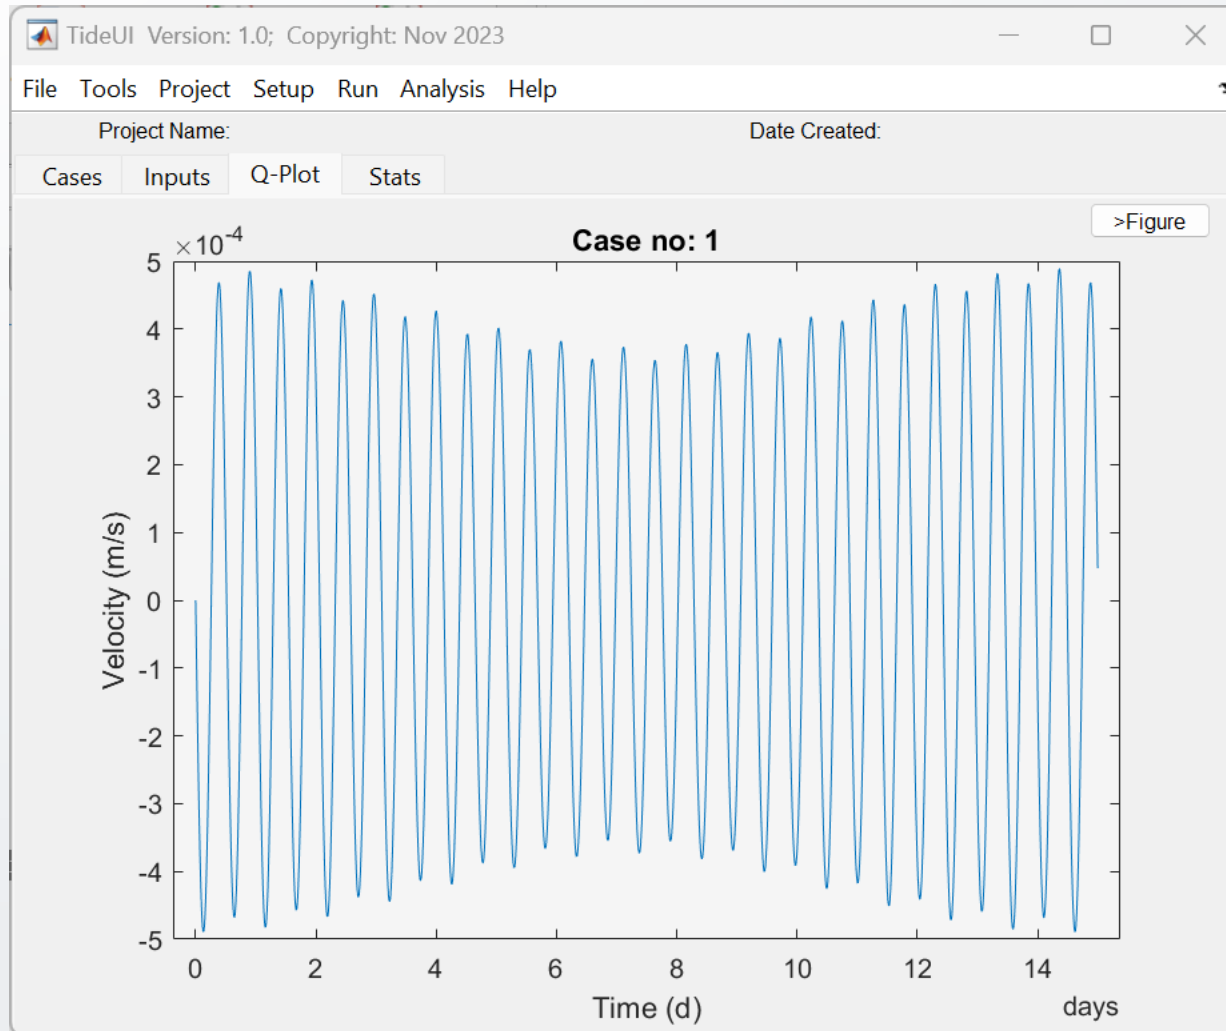 TideUI Version: 1.0; Copyright: Nov 2023
File Tools Project Setup Run Analysis Help
Project Name: Date Created:
Cases Inputs Q-Plot Stats
>Figure
×10-4
Case no: 1
5
4
3
2
1
0
-1
-2
-3
-4
-5
Velocity (m/s)
0 2 4 6 8 10 12 14
Time (d)
days